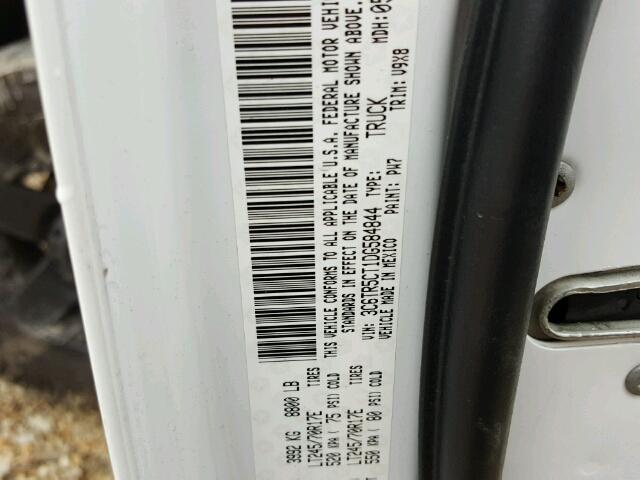 3992 KG 8800 LB
LT245/70R17E TIRES
520 KPA ( 75 PSI) COLD
LT245/70R17E TIRES
550 KPA ( 80 PSI) COLD
THIS VEHICLE CONFORMS TO ALL APPLICABLE U.S.A. FEDERAL MOTOR VEHI
STANDARDS IN EFFECT ON THE DATE OF MANUFACTURE SHOWN ABOVE.
VIN: 3C6TR5CT1DG584844 TYPE: TRUCK MDH:05
VEHICLE MADE IN MEXICO PAINT: PW7 TRIM: V9X8